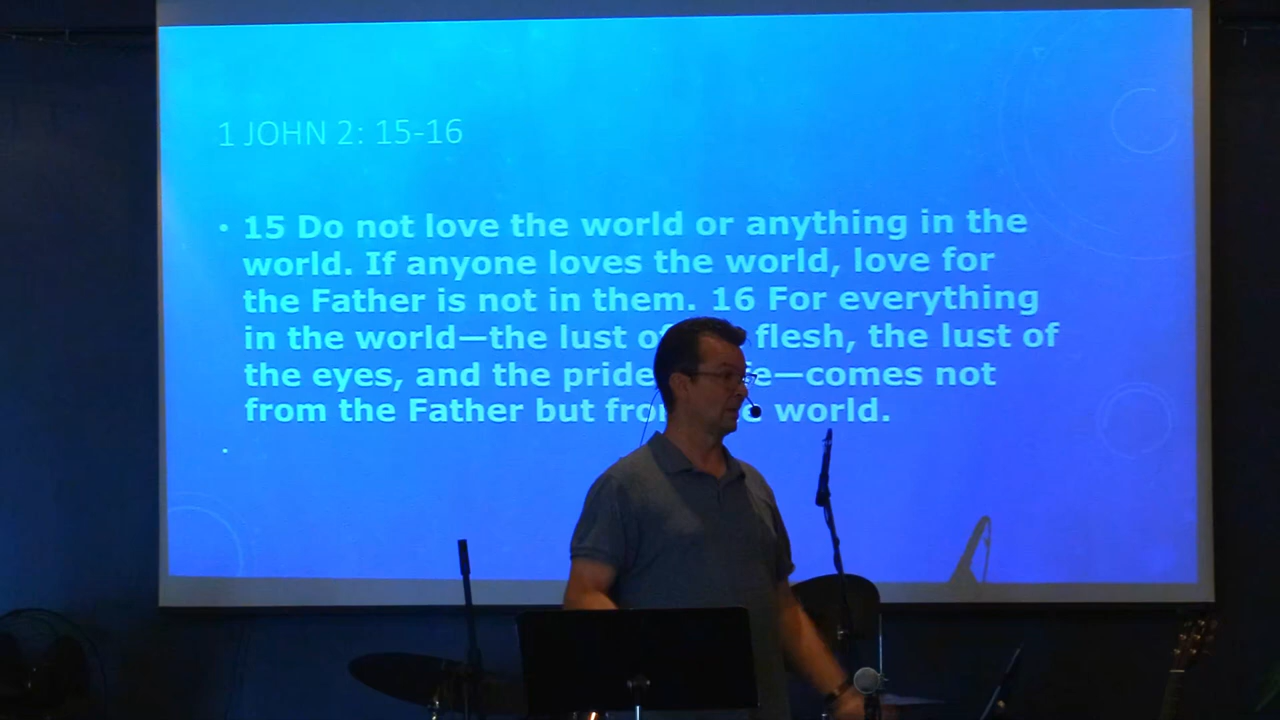 1 JOHN 2: 15-16
• 15 Do not love the world or anything in the
world. If anyone loves the world, love for
the Father is not in them. 16 For everything
in the world—the lust of flesh, the lust of
the eyes, and the pride —comes not
from the Father but world.
.